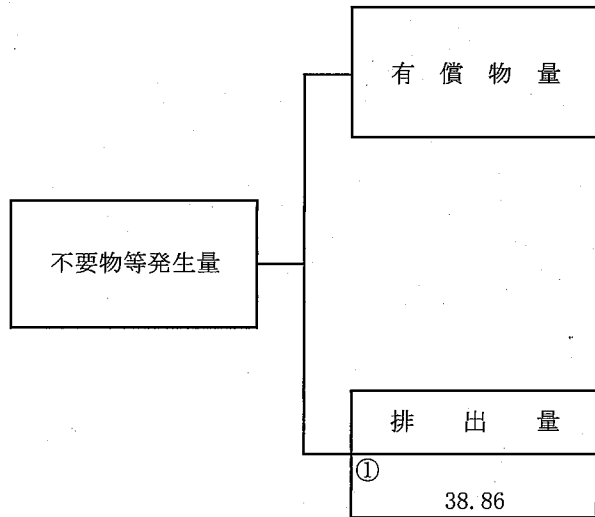 有償物量
不要物等発生量
排出量
①
38.86